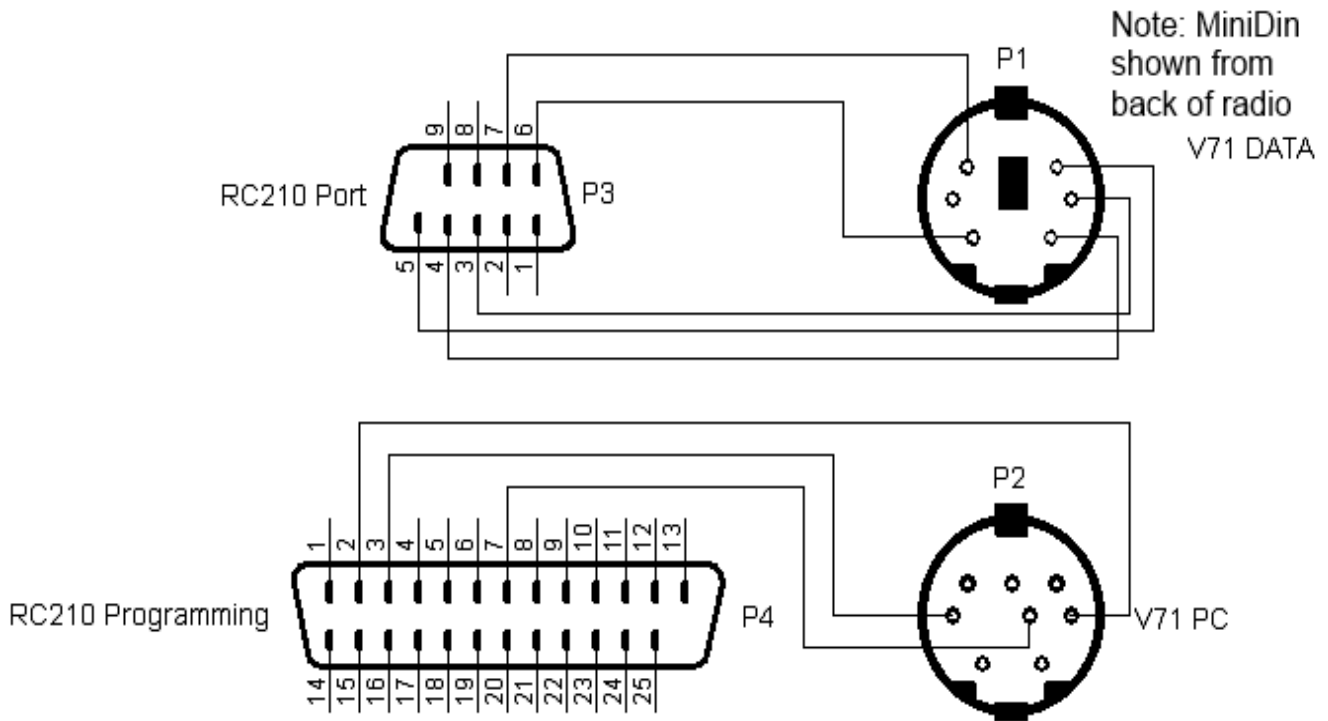 Note: MiniDin
shown from
back of radio
P1
V71 DATA
9 8 7 6
RC210 Port
P3
5 4 3 2 1
P2
1 2 3 4 5 6 7 8 9 10 11 12 13
RC210 Programming
P4
V71 PC
14 15 16 17 18 19 20 21 22 23 24 25